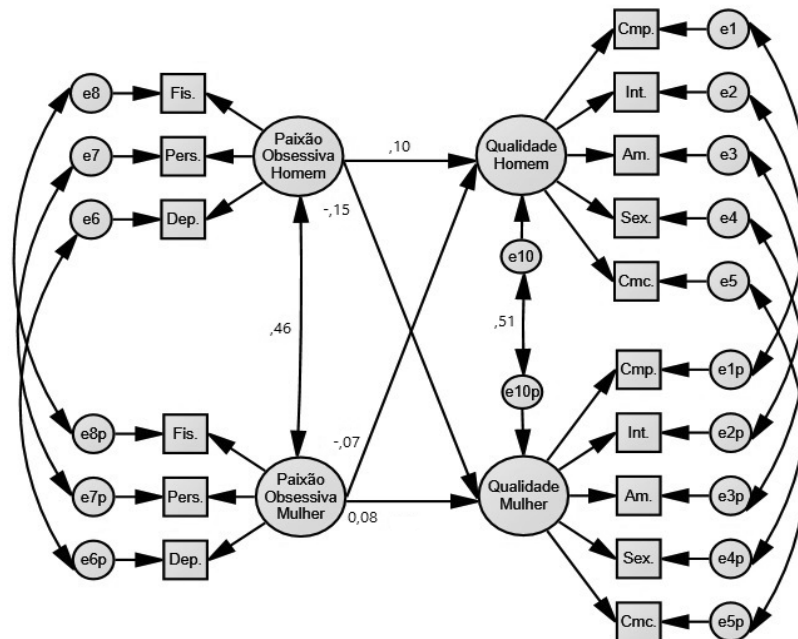 Cmp.
e1
e8
Fis.
Int.
e2
Paixão
Obsessiva
Homem
,10
Qualidade
Homem
e7
Pers.
Am.
e3
e6
Dep.
-,15
Sex.
e4
e10
Cmc.
e5
,46
,51
Cmp.
e1p
e10p
e8p
Fis.
-,07
Int.
e2p
Paixão
Obsessiva
Mulher
Qualidade
Mulher
e7p
Pers.
0,08
Am.
e3p
e6p
Dep.
Sex.
e4p
Cmc.
e5p